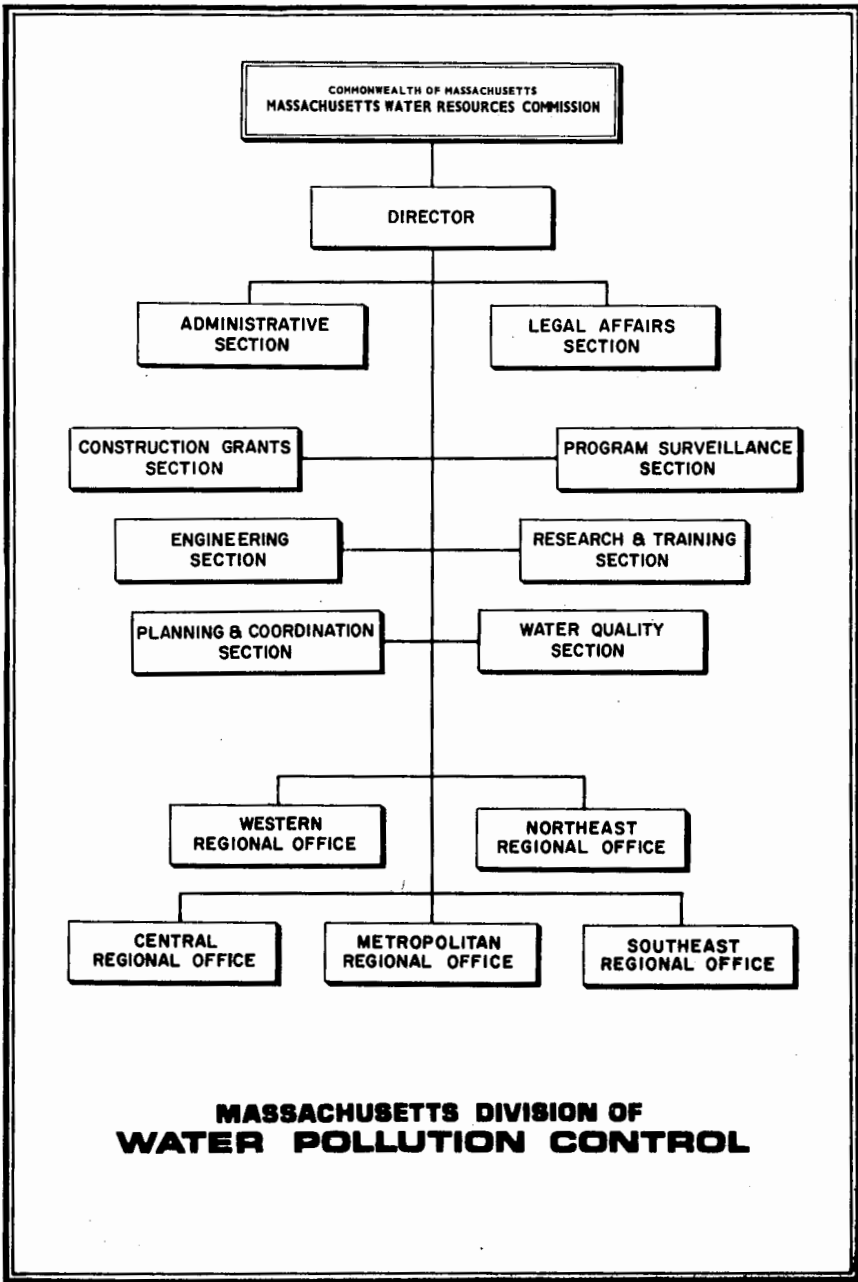 COMMONWEALTH OF MASSACHUSETTS
MASSACHUSETTS WATER RESOURCES COMMISSION
DIRECTOR
ADMINISTRATIVE
SECTION
LEGAL AFFAIRS
SECTION
CONSTRUCTION GRANTS
SECTION
PROGRAM SURVEILLANCE
SECTION
ENGINEERING
SECTION
RESEARCH & TRAINING
SECTION
PLANNING & COORDINATION
SECTION
WATER QUALITY
SECTION
WESTERN
REGIONAL OFFICE
NORTHEAST
REGIONAL OFFICE
CENTRAL
REGIONAL OFFICE
METROPOLITAN
REGIONAL OFFICE
SOUTHEAST
REGIONAL OFFICE
MASSACHUSETTS DIVISION OF
WATER POLLUTION CONTROL